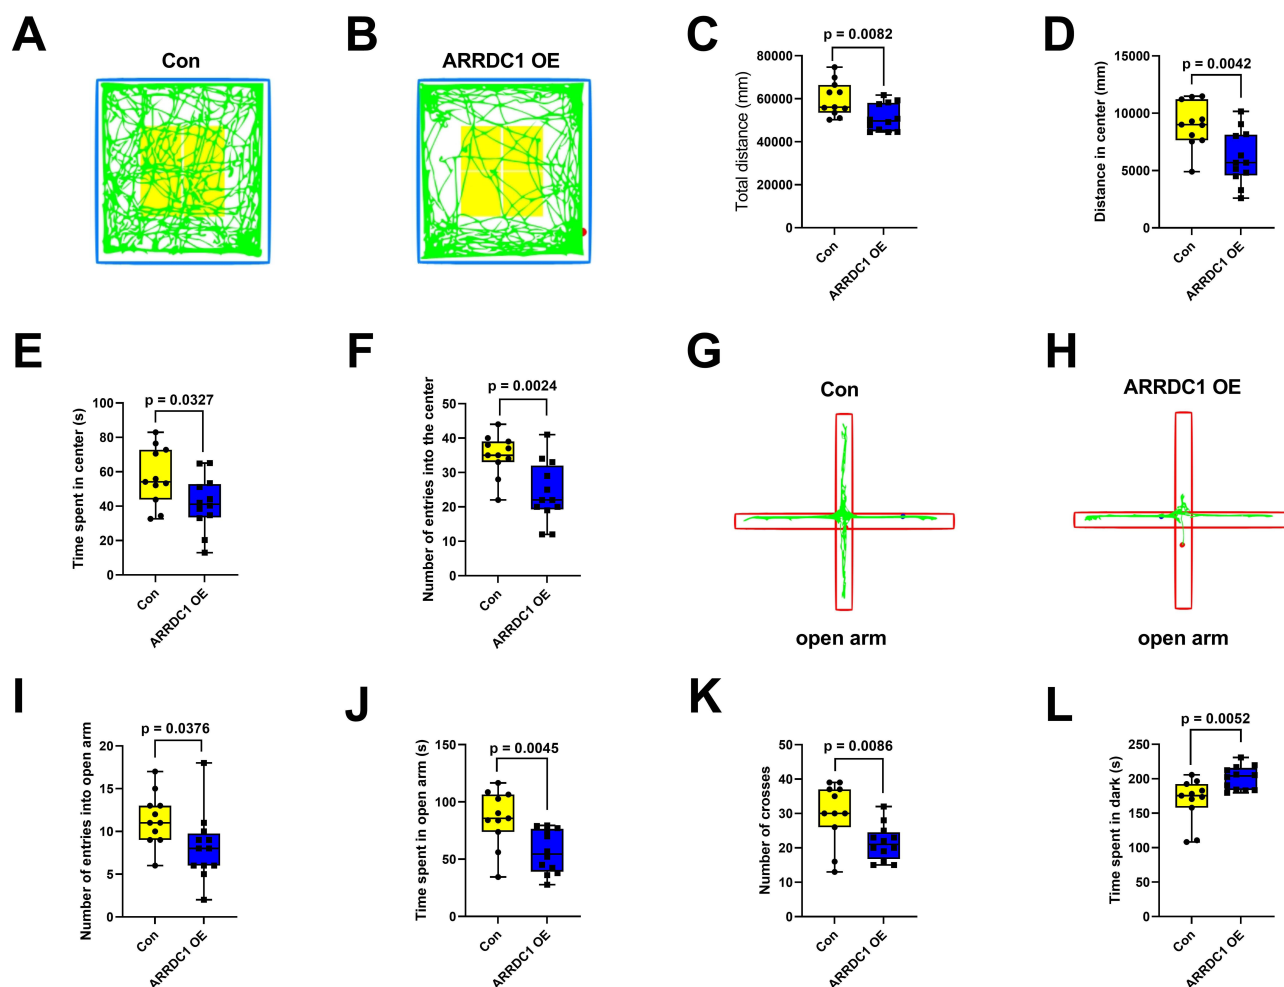 A
Con
B
ARRDC1 OE
C
p = 0.0082
Total distance (mm)
80000
60000
40000
20000
0
Con
ARRDC1 OE
D
p = 0.0042
Distance in center (mm)
15000
10000
5000
0
Con
ARRDC1 OE
E
p = 0.0327
Time spent in center (s)
100
80
60
40
20
0
Con
ARRDC1 OE
F
p = 0.0024
Number of entries into the center
50
40
30
20
10
0
Con
ARRDC1 OE
G
Con
open arm
H
ARRDC1 OE
open arm
I
p = 0.0376
Number of entries into open arm
20
15
10
5
0
Con
ARRDC1 OE
J
p = 0.0045
Time spent in open arm (s)
150
100
50
0
Con
ARRDC1 OE
K
p = 0.0086
Number of crosses
50
40
30
20
10
0
Con
ARRDC1 OE
L
p = 0.0052
Time spent in dark (s)
250
200
150
100
50
0
Con
ARRDC1 OE